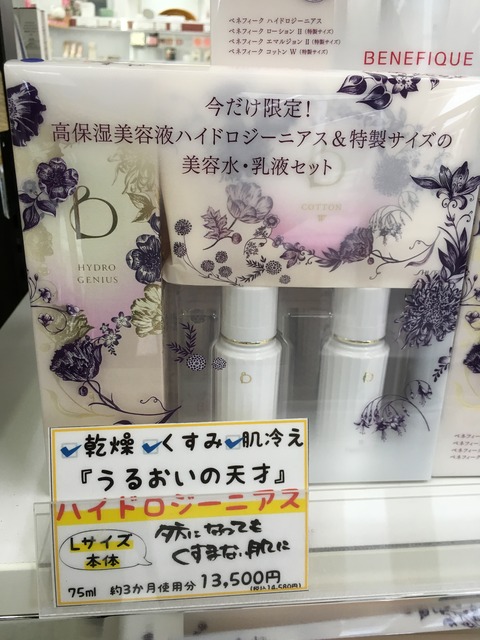 ベネフィーク ハイドロジーニアス
ベネフィーク ローション II (特製サイズ)
ベネフィーク エマルジョン II (特製サイズ)
ベネフィーク コットン W (特製サイズ)
BENEFIQUE
今だけ限定!
高保湿美容液ハイドロジーニアス&特製サイズの
美容水・乳液セット
COTTON
HYDRO
GENIUS
乾燥 くすみ 肌冷え
『うるおいの天才』
ハイドロジーニアス
Lサイズ
本体
夕方になっても
くすまない肌に
75ml 約3か月使用分 13,500円
(税込14,580円)